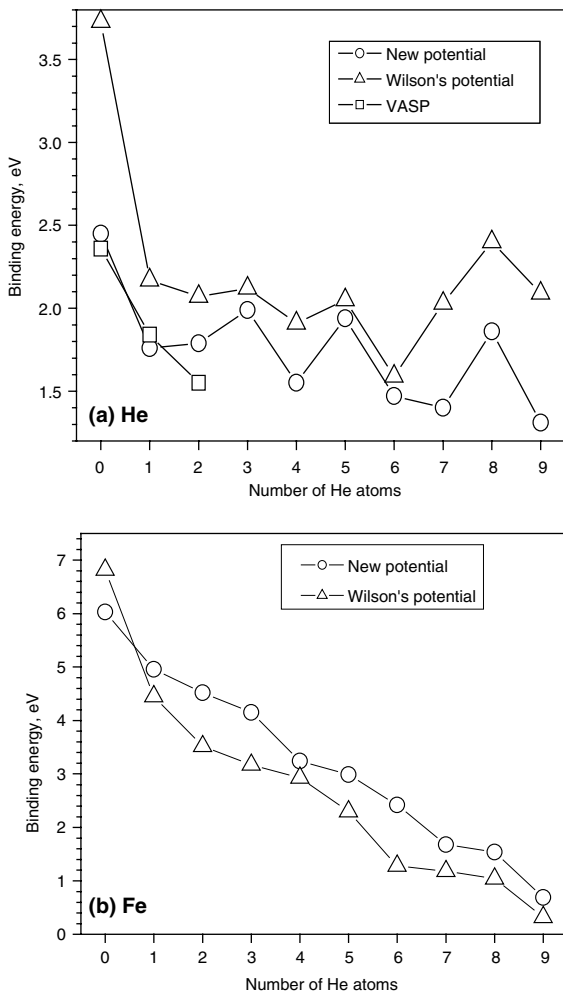 3.5
3.0
2.5
2.0
1.5
Binding energy, eV
New potential
Wilson's potential
VASP
(a) He
0 1 2 3 4 5 6 7 8 9
Number of He atoms
7
6
5
4
3
2
1
0
Binding energy, eV
New potential
Wilson's potential
(b) Fe
0 1 2 3 4 5 6 7 8 9
Number of He atoms